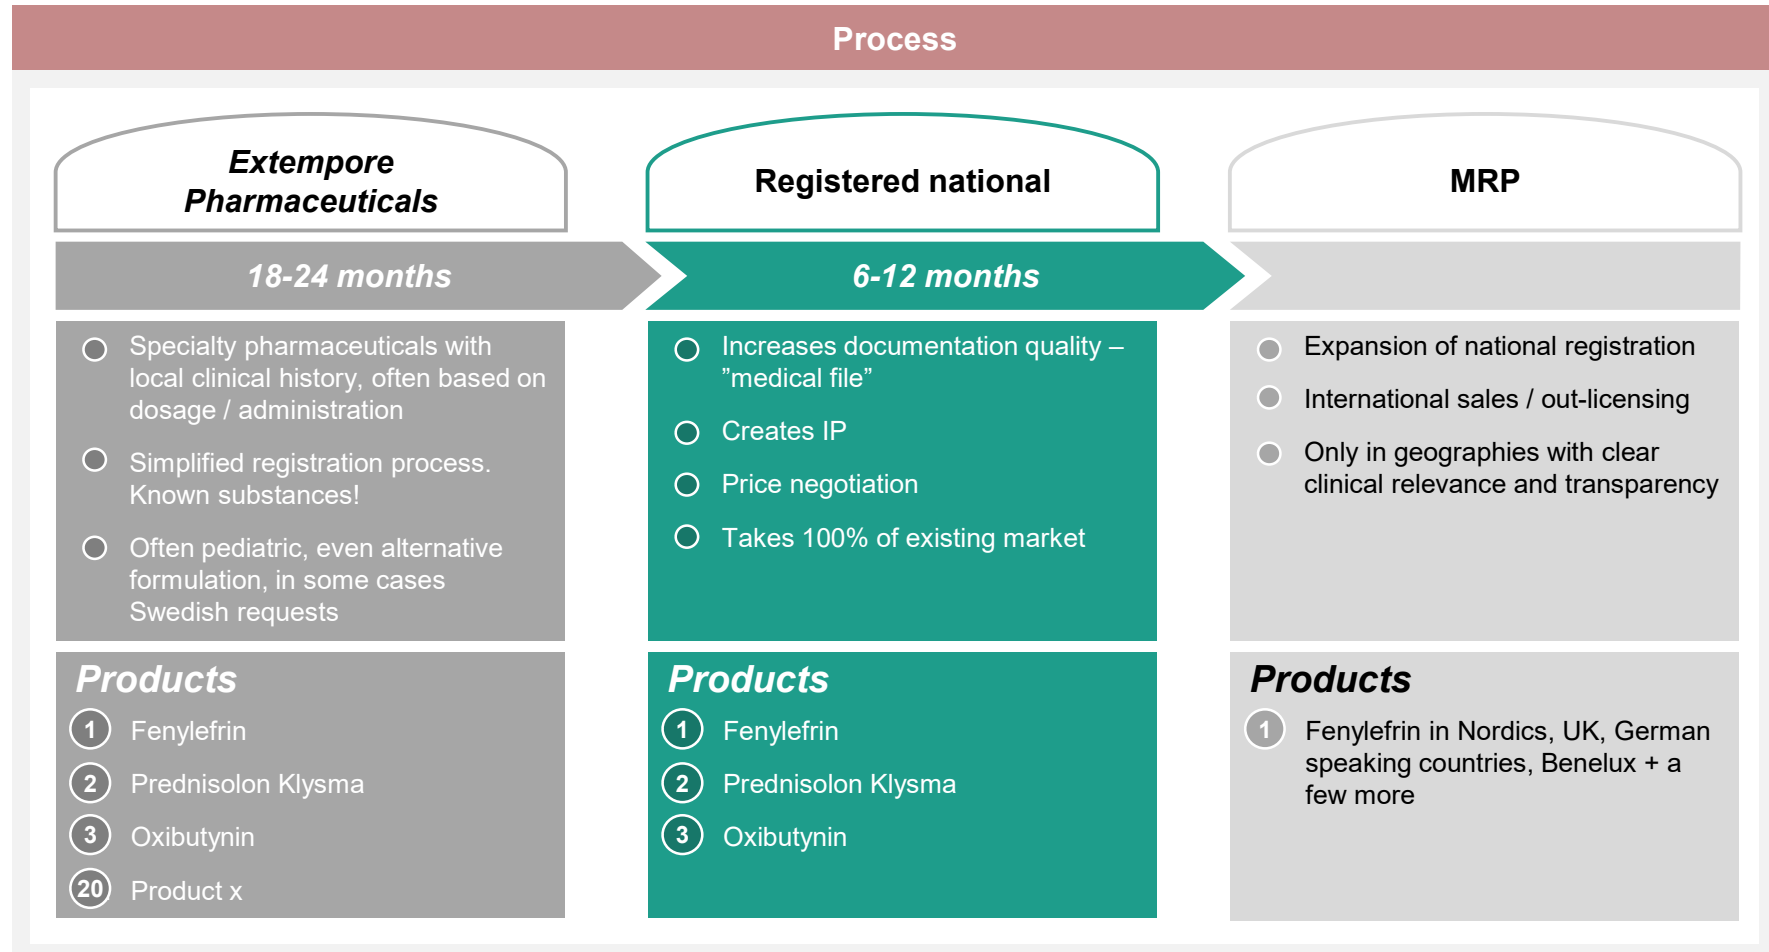 Process
Extempore
Pharmaceuticals
18-24 months
Specialty pharmaceuticals with
local clinical history, often based on
dosage / administration
Simplified registration process.
Known substances!
Often pediatric, even alternative
formulation, in some cases
Swedish requests
Products
1 Fenylefrin
2 Prednisolon Klysma
3 Oxibutynin
20 Product x
Registered national
6-12 months
Increases documentation quality –
”medical file”
Creates IP
Price negotiation
Takes 100% of existing market
Products
1 Fenylefrin
2 Prednisolon Klysma
3 Oxibutynin
MRP
Expansion of national registration
International sales / out-licensing
Only in geographies with clear
clinical relevance and transparency
Products
1 Fenylefrin in Nordics, UK, German
speaking countries, Benelux + a
few more